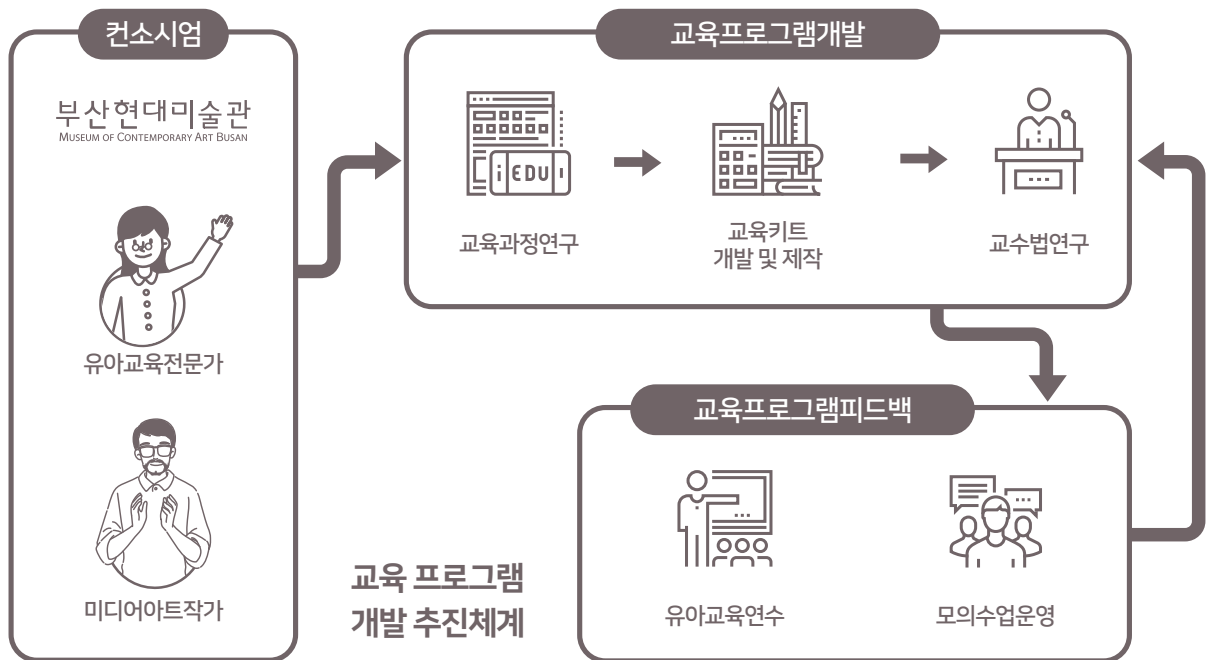 컨소시엄
부산현대미술관
MUSEUM OF CONTEMPORARY ART BUSAN
유아교육전문가
미디어아트작가
교육프로그램개발
i EDU
교육과정연구
교육키트
개발 및 제작
교수법연구
교육프로그램피드백
유아교육연수
모의수업운영
교육 프로그램
개발 추진체계